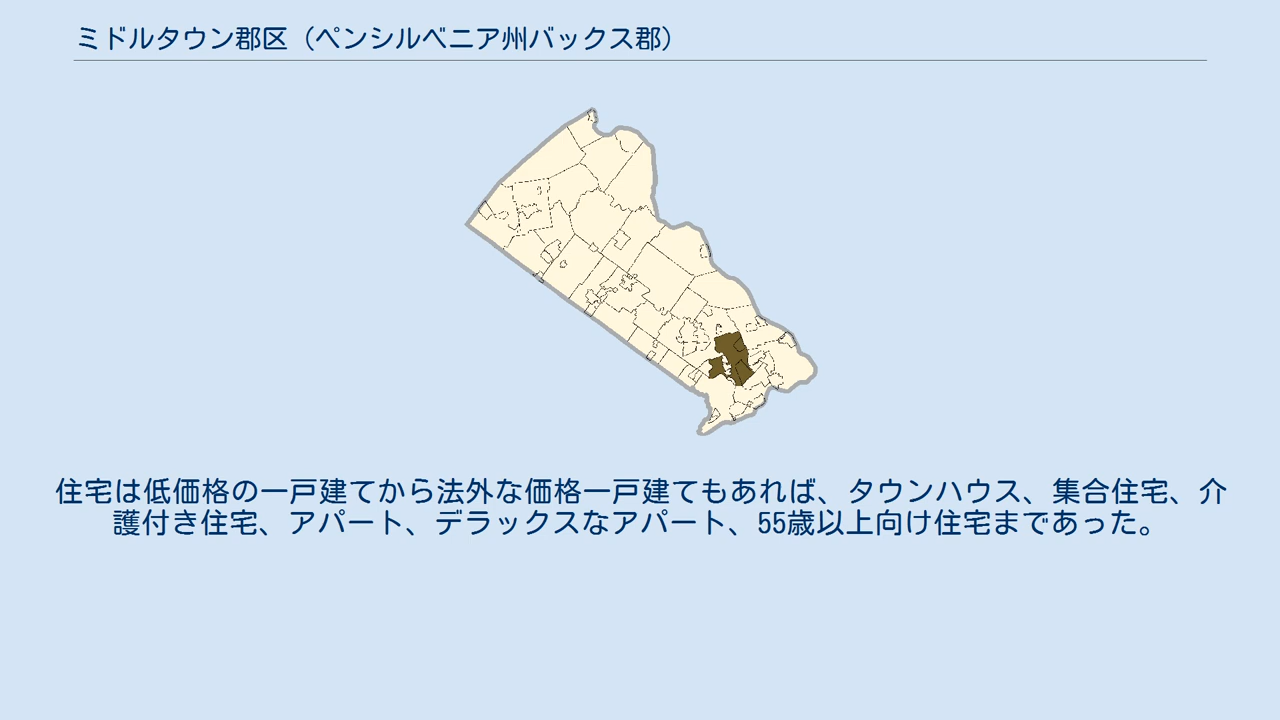 ミドルタウン郡区（ペンシルベニア州バックス郡）
住宅は低価格の一戸建てから法外な価格一戸建てもあれば、タウンハウス、集合住宅、介
護付き住宅、アパート、デラックスなアパート、55歳以上向け住宅まであった。